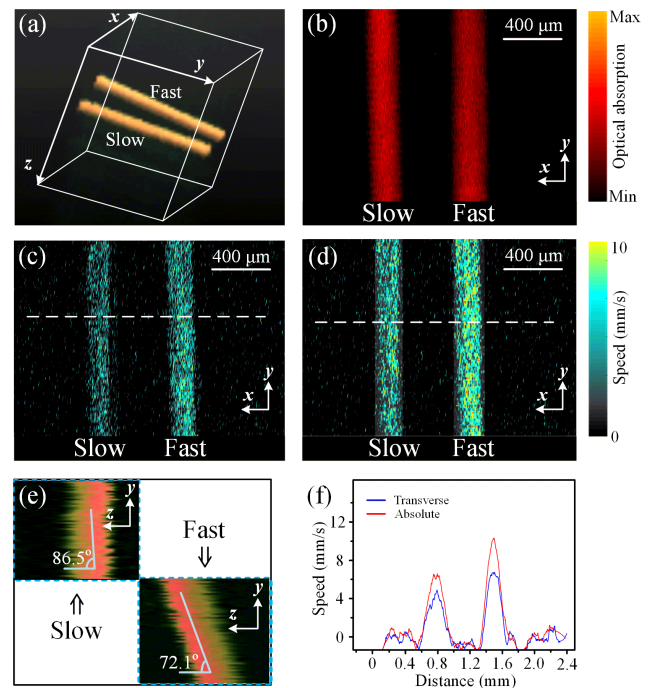 (a)
x
y
Fast
Slow
z
(b)
400 μm
x
y
Slow
Fast
Max
Optical absorption
Min
(c)
400 μm
y
x
Slow
Fast
(d)
400 μm
y
x
Slow
Fast
10
Speed (mm/s)
0
(e)
y
z
86.5°
Slow
Fast
y
z
72.1°
(f)
Transverse
Absolute
Speed (mm/s)
12
8
4
0
0 0.4 0.8 1.2 1.6 2.0 2.4
Distance (mm)